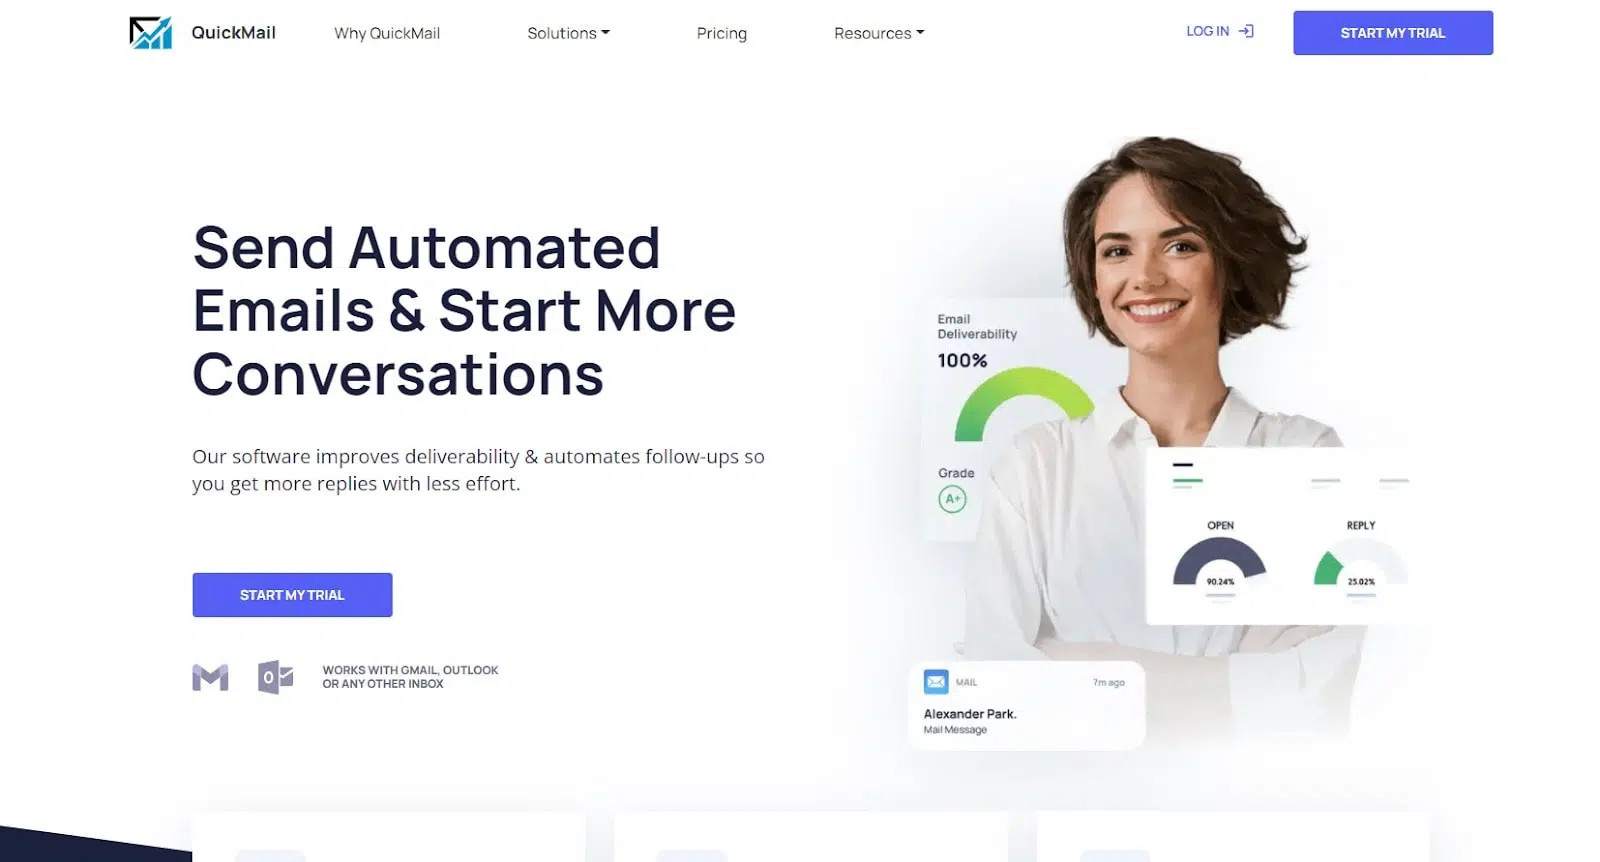 QuickMail
Why QuickMail
Solutions
Pricing
Resources
LOG IN
START MY TRIAL
Send Automated
Emails & Start More
Conversations
Our software improves deliverability & automates follow-ups so
you get more replies with less effort.
START MY TRIAL
WORKS WITH GMAIL, OUTLOOK
OR ANY OTHER INBOX
Email
Deliverability
100%
Grade
A+
OPEN
90.24%
REPLY
25.02%
MAIL
7m ago
Alexander Park.
Mail Message